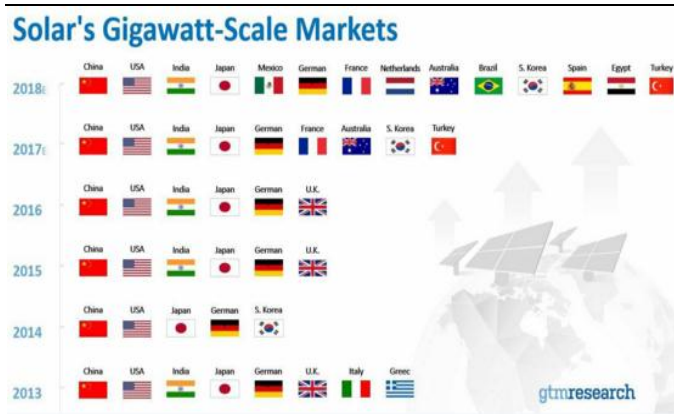 Solar's Gigawatt-Scale Markets
China USA India Japan Mexico German France Netherlands Australia Brazil S. Korea Spain Egypt Turkey
2018E
China USA India Japan German France Australia S. Korea Turkey
2017E
China USA India Japan German U.K.
2016
China USA India Japan German U.K.
2015
China USA Japan German S. Korea
2014
China USA India Japan German U.K. Italy Greec
2013
gtmresearch